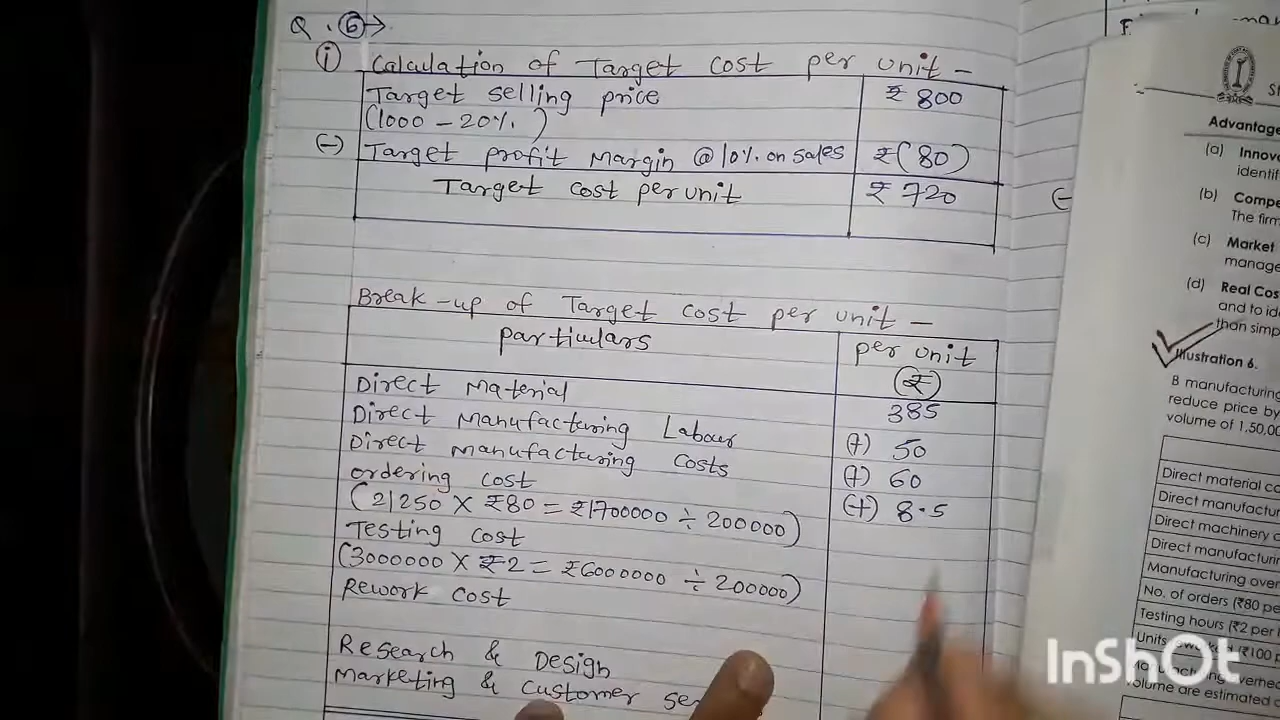 Q. 6 →
(i) Calculation of Target cost per unit –
Target selling price ₹ 800
(1000 – 20% )
(–) Target profit Margin @ 10% on sales ₹(80)
Target cost per unit ₹ 720
Break-up of Target cost per unit –
particulars per unit
(₹)
Direct Material 385
Direct Manufacturing Labour (+) 50
Direct manufacturing costs (+) 60
ordering cost (+) 8.5
(21250 × ₹80 = ₹1700000 ÷ 200000)
Testing cost
(3000000 × ₹2 = ₹6000000 ÷ 200000)
Rework cost
Research & Design
Marketing & customer
Advantage
(a) Innov
identif
(b) Compe
The firm
(c) Market
manage
(d) Real Cos
and to id
than simp
Illustration 6.
B manufacturing
reduce price by
volume of 1,50,00
Direct material co
Direct manufactur
Direct machinery c
Direct manufacturin
Manufacturing over
No. of orders (₹80 pe
Testing hours (₹2 per
Units (₹100 p
volume are estimated
InShOt